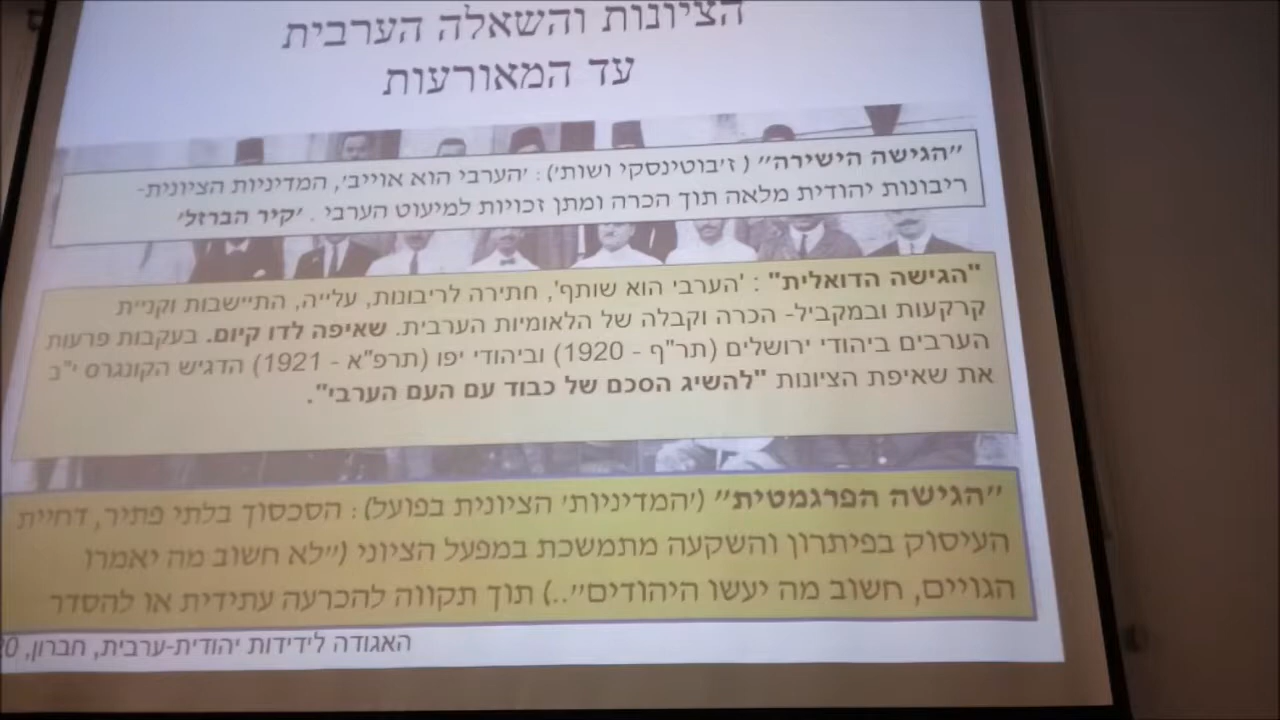 הציונות והשאלה הערבית
עד המאורעות
"הגישה הישירה" (ז'בוטינסקי ושות'): 'הערבי הוא אוייב', המדיניות הציונית-
ריבונות יהודית מלאה תוך הכרה ומתן זכויות למיעוט הערבי. 'קיר הברזל'
"הגישה הדואלית": 'הערבי הוא שותף', חתירה לריבונות, עלייה, התיישבות וקניית
קרקעות ובמקביל- הכרה וקבלה של הלאומיות הערבית. שאיפה לדו קיום. בעקבות פרעות
הערבים ביהודי ירושלים (תר"ף - 1920) וביהודי יפו (תרפ"א - 1921) הדגיש הקונגרס י"ב
את שאיפת הציונות "להשיג הסכם של כבוד עם העם הערבי".
"הגישה הפרגמטית" ('המדיניות' הציונית בפועל): הסכסוך בלתי פתיר, דחיית
העיסוק בפיתרון והשקעה מתמשכת במפעל הציוני ("לא חשוב מה יאמרו
הגויים, חשוב מה יעשו היהודים"..) תוך תקווה להכרעה עתידית או להסדר
האגודה לידידות יהודית-ערבית, חברון,